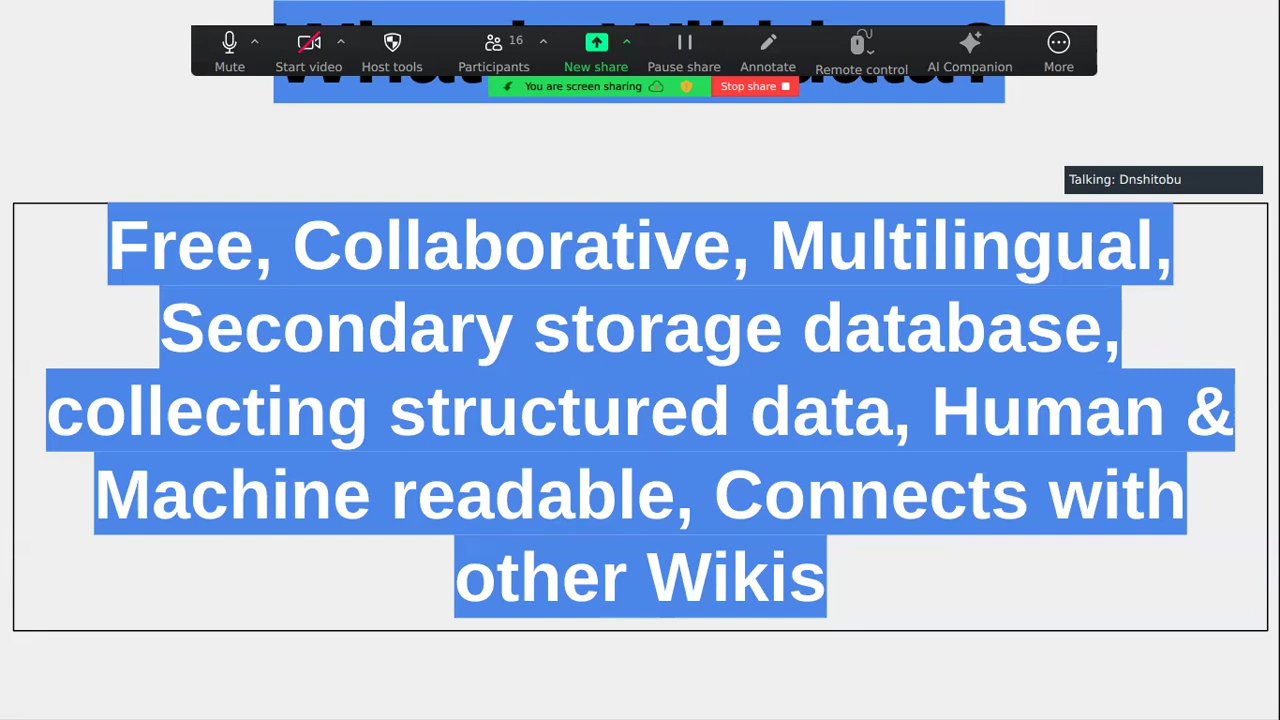 Mute
Start video
Host tools
Participants
16
New share
Pause share
Annotate
Remote control
AI Companion
More
You are screen sharing
Stop share
Talking: Dnshitobu
Free, Collaborative, Multilingual,
Secondary storage database,
collecting structured data, Human &
Machine readable, Connects with
other Wikis